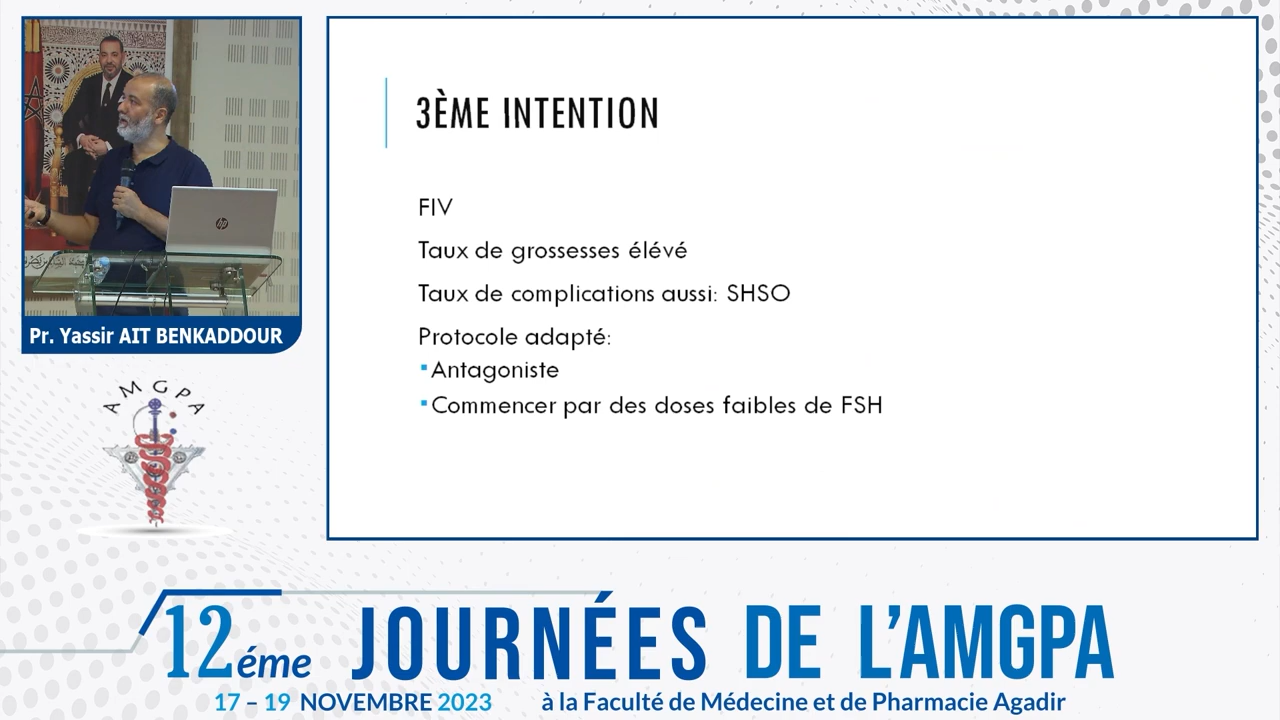 3ÈME INTENTION
FIV
Taux de grossesses élévé
Taux de complications aussi: SHSO
Protocole adapté:
▪Antagoniste
▪Commencer par des doses faibles de FSH
hp
Pr. Yassir AIT BENKADDOUR
AMGPA
12éme JOURNÉES DE L'AMGPA
17 – 19 NOVEMBRE 2023 à la Faculté de Médecine et de Pharmacie Agadir